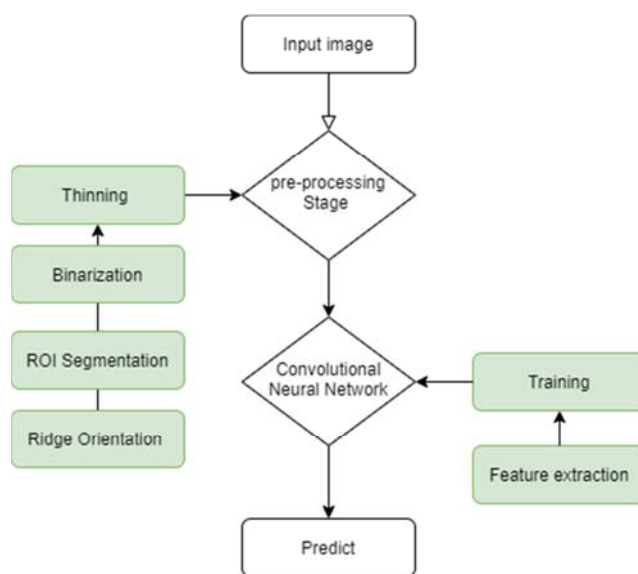 Input image
pre-processing
Stage
Thinning
Binarization
ROI Segmentation
Ridge Orientation
Convolutional
Neural Network
Training
Feature extraction
Predict